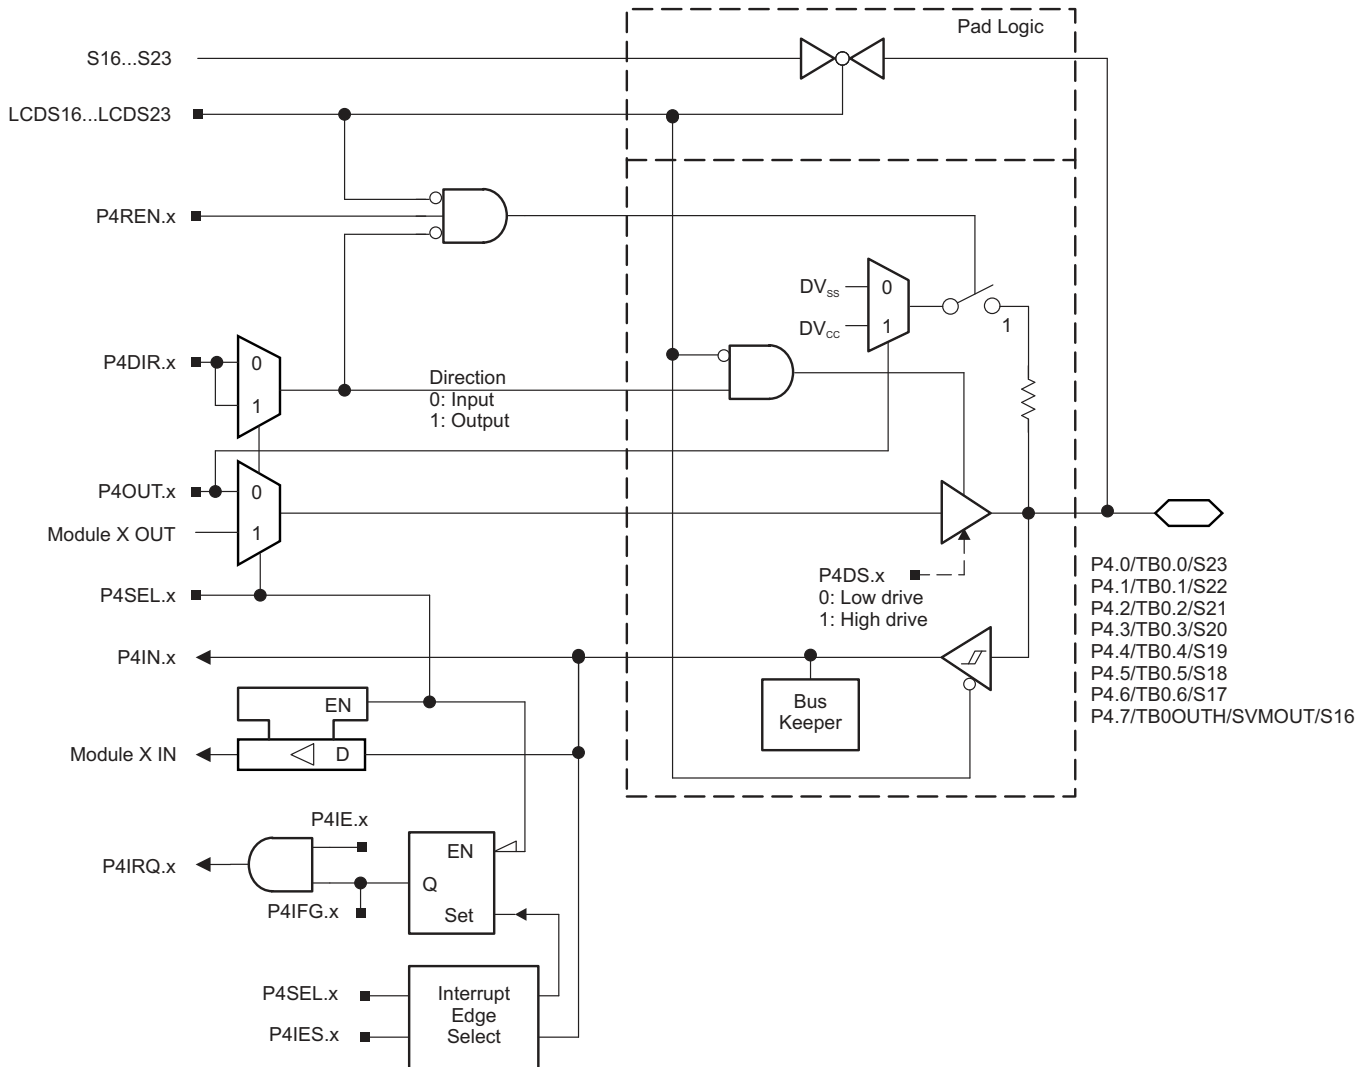 Pad Logic
S16...S23
LCDS16...LCDS23
P4REN.x
DVSS
0
DVCC
1
1
P4DIR.x
0
1
Direction
0: Input
1: Output
P4OUT.x
0
Module X OUT
1
P4DS.x
0: Low drive
1: High drive
P4SEL.x
P4.0/TB0.0/S23
P4.1/TB0.1/S22
P4.2/TB0.2/S21
P4.3/TB0.3/S20
P4.4/TB0.4/S19
P4.5/TB0.5/S18
P4.6/TB0.6/S17
P4.7/TB0OUTH/SVMOUT/S16
P4IN.x
Bus
Keeper
EN
Module X IN
D
P4IE.x
P4IRQ.x
EN
Q
P4IFG.x
Set
P4SEL.x
P4IES.x
Interrupt
Edge
Select